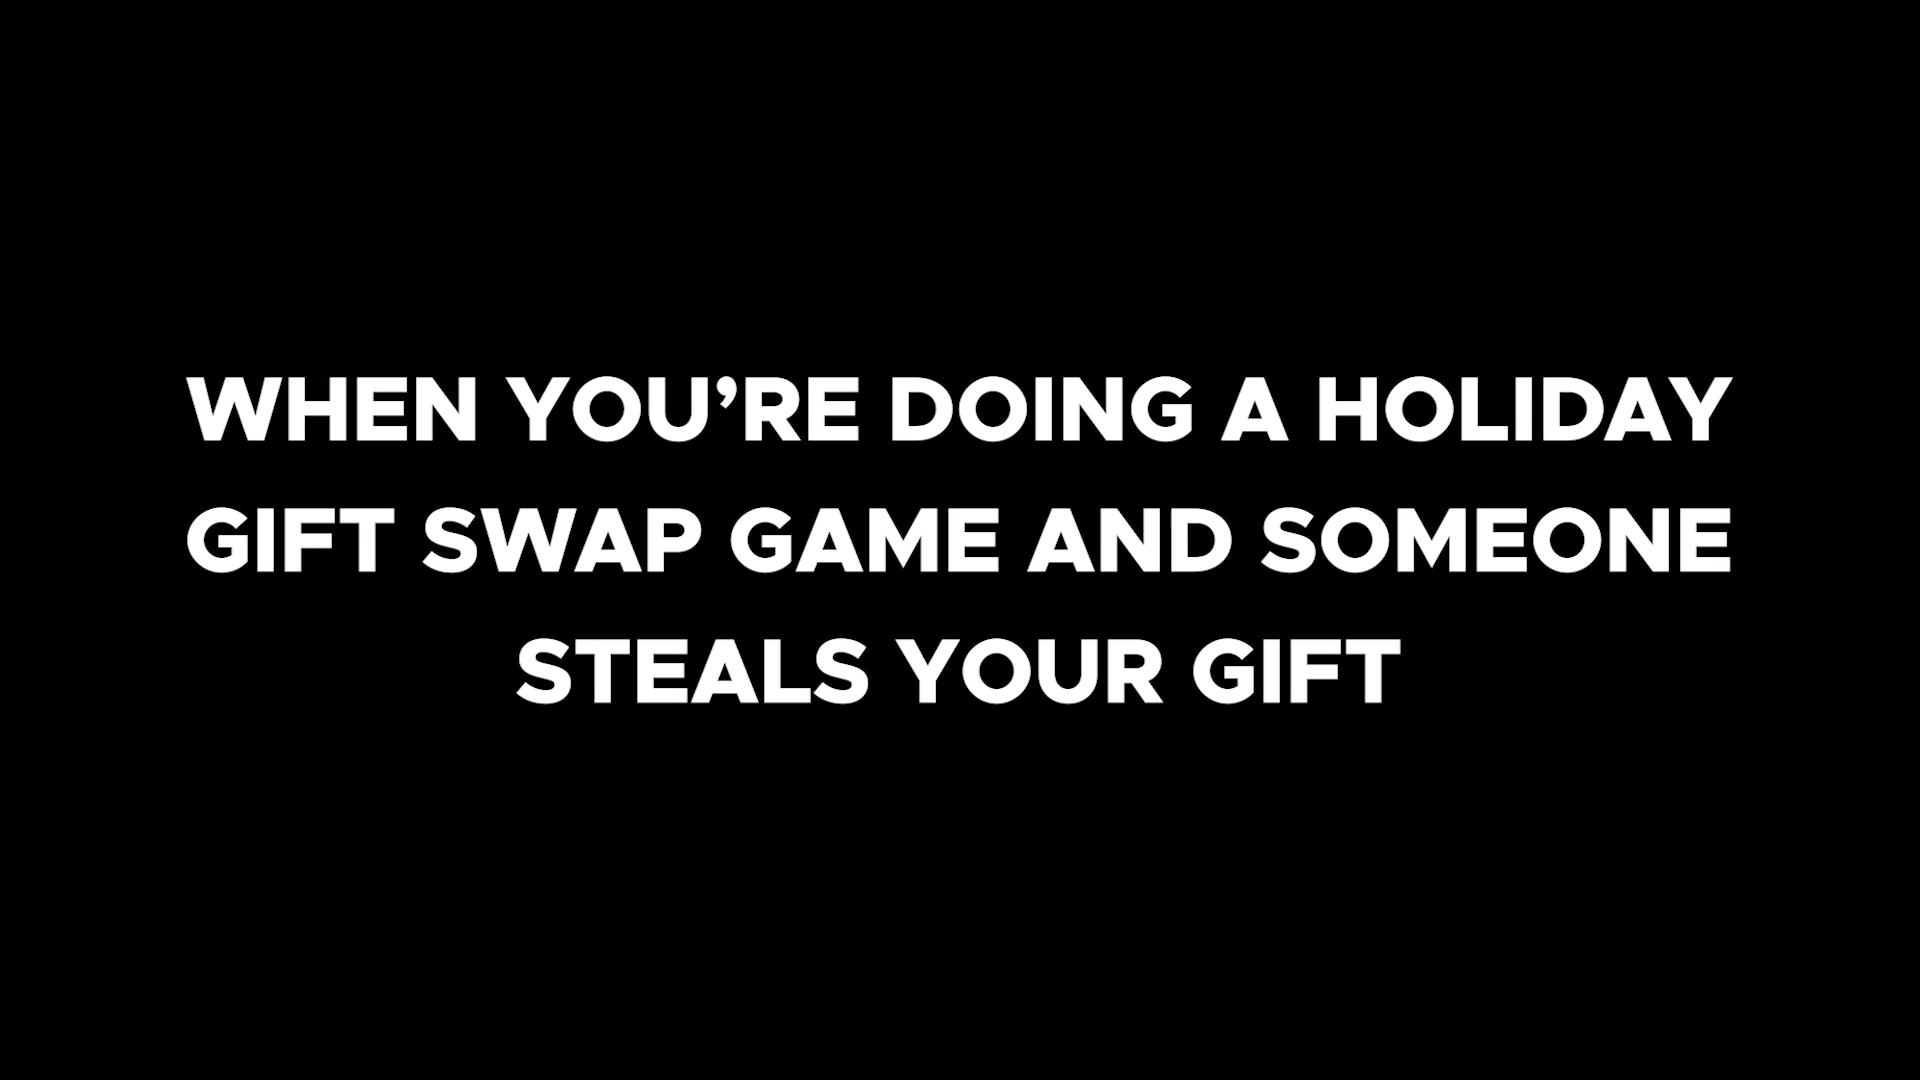 WHEN YOU’RE DOING A HOLIDAY
GIFT SWAP GAME AND SOMEONE
STEALS YOUR GIFT